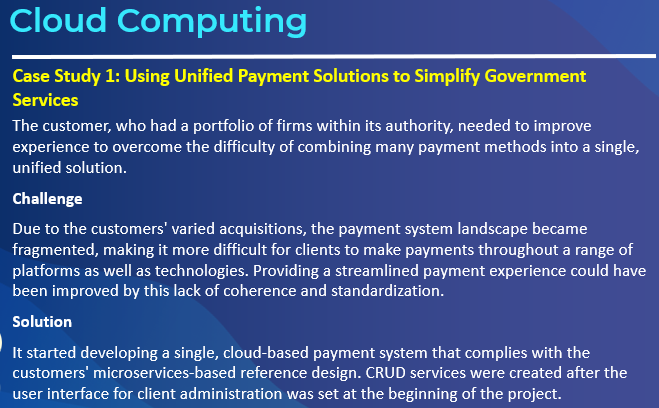 Cloud Computing
Case Study 1: Using Unified Payment Solutions to Simplify Government
Services
The customer, who had a portfolio of firms within its authority, needed to improve
experience to overcome the difficulty of combining many payment methods into a single,
unified solution.
Challenge
Due to the customers' varied acquisitions, the payment system landscape became
fragmented, making it more difficult for clients to make payments throughout a range of
platforms as well as technologies. Providing a streamlined payment experience could have
been improved by this lack of coherence and standardization.
Solution
It started developing a single, cloud-based payment system that complies with the
customers' microservices-based reference design. CRUD services were created after the
user interface for client administration was set at the beginning of the project.